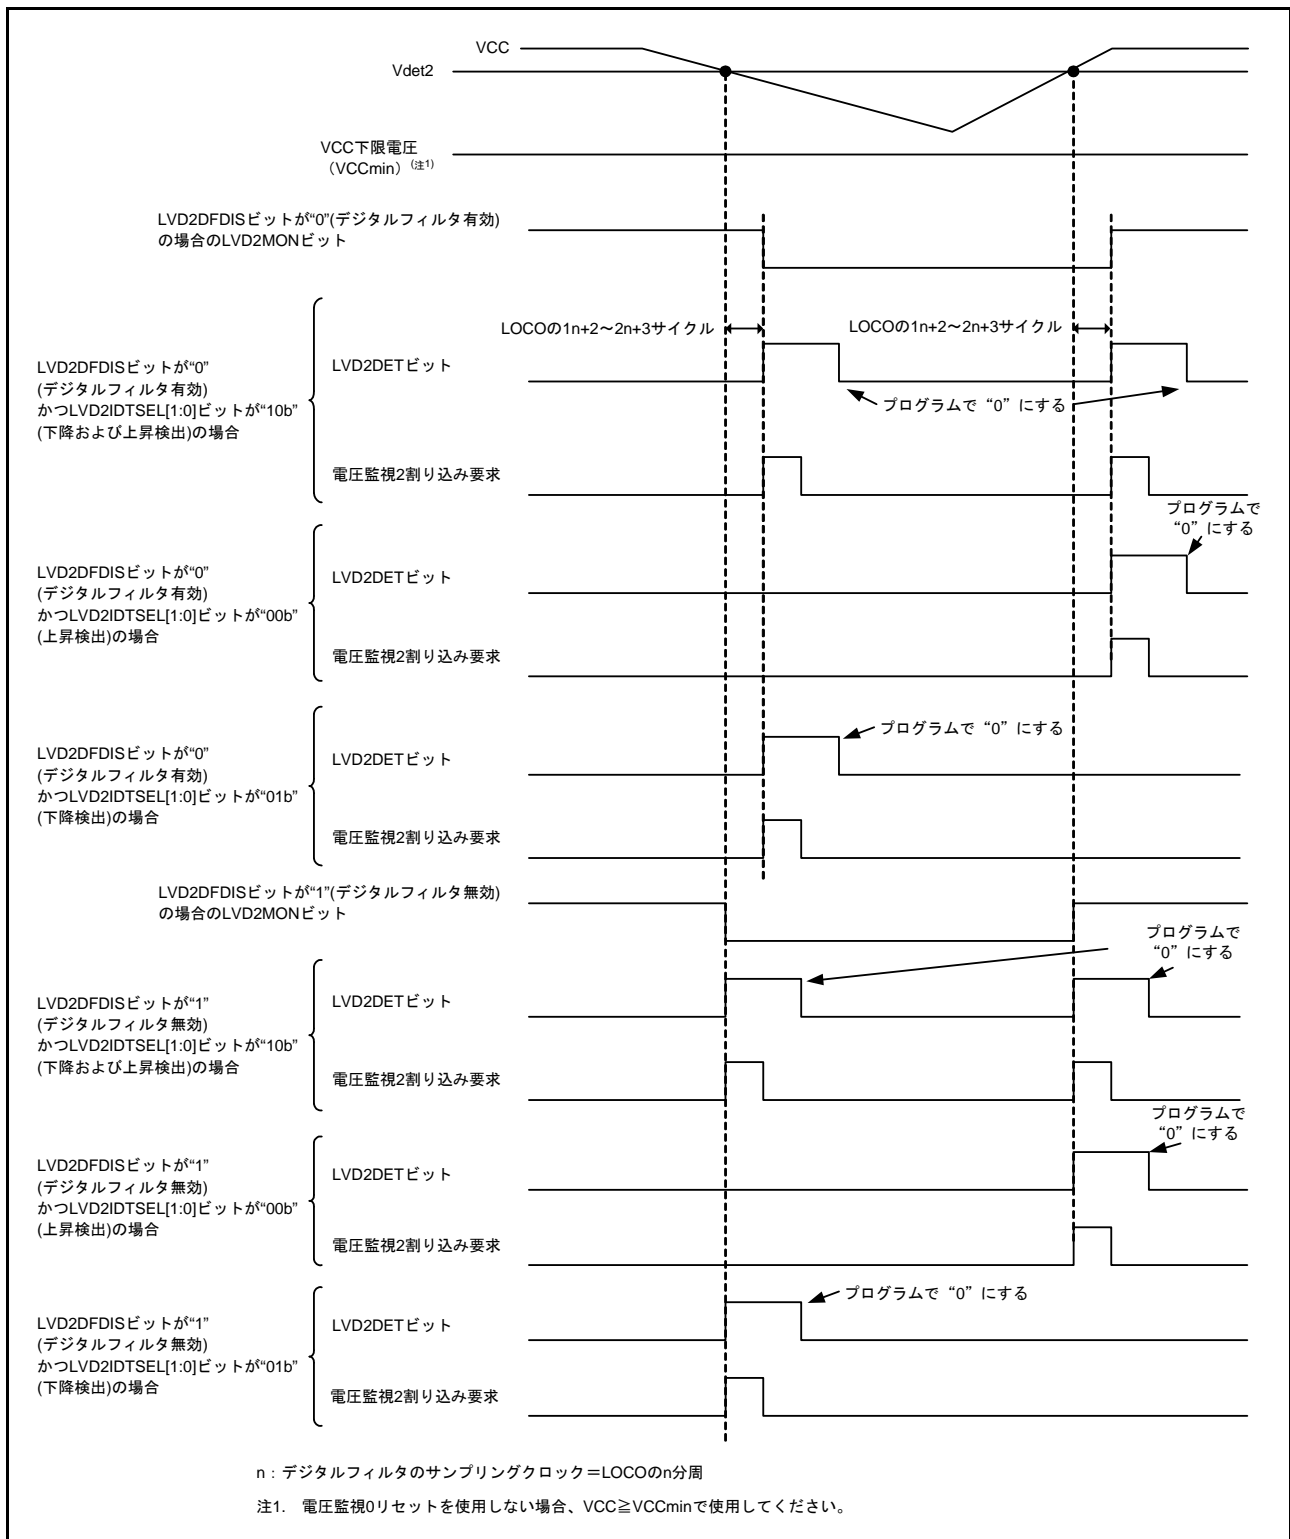 VCC
Vdet2
VCC下限電圧
（VCCmin）(注1)
LVD2DFDISビットが“0”(デジタルフィルタ有効)
の場合のLVD2MONビット
LOCOの1n+2～2n+3サイクル
LOCOの1n+2～2n+3サイクル
LVD2DFDISビットが“0”
(デジタルフィルタ有効)
かつLVD2IDTSEL[1:0]ビットが“10b”
(下降および上昇検出)の場合
LVD2DETビット
プログラムで“0”にする
電圧監視2割り込み要求
プログラムで
“0”にする
LVD2DFDISビットが“0”
(デジタルフィルタ有効)
かつLVD2IDTSEL[1:0]ビットが“00b”
(上昇検出)の場合
LVD2DETビット
電圧監視2割り込み要求
プログラムで“0”にする
LVD2DFDISビットが“0”
(デジタルフィルタ有効)
かつLVD2IDTSEL[1:0]ビットが“01b”
(下降検出)の場合
LVD2DETビット
電圧監視2割り込み要求
LVD2DFDISビットが“1”(デジタルフィルタ無効)
の場合のLVD2MONビット
プログラムで
“0”にする
LVD2DFDISビットが“1”
(デジタルフィルタ無効)
かつLVD2IDTSEL[1:0]ビットが“10b”
(下降および上昇検出)の場合
LVD2DETビット
電圧監視2割り込み要求
プログラムで
“0”にする
LVD2DFDISビットが“1”
(デジタルフィルタ無効)
かつLVD2IDTSEL[1:0]ビットが“00b”
(上昇検出)の場合
LVD2DETビット
電圧監視2割り込み要求
プログラムで“0”にする
LVD2DFDISビットが“1”
(デジタルフィルタ無効)
かつLVD2IDTSEL[1:0]ビットが“01b”
(下降検出)の場合
LVD2DETビット
電圧監視2割り込み要求
n：デジタルフィルタのサンプリングクロック＝LOCOのn分周
注1. 電圧監視0リセットを使用しない場合、VCC≧VCCminで使用してください。